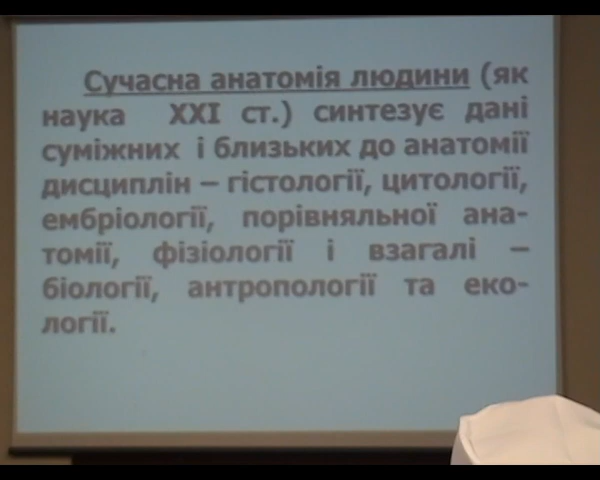 Сучасна анатомія людини (як
наука XXI ст.) синтезує дані
суміжних і близьких до анатомії
дисциплін – гістології, цитології,
ембріології, порівняльної ана-
томії, фізіології і взагалі –
біології, антропології та еко-
логії.